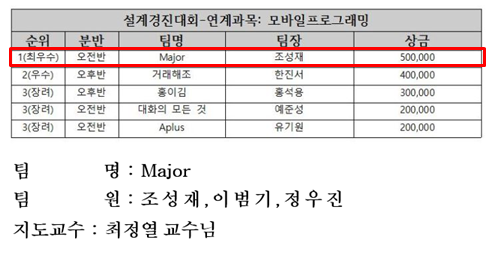 설계경진대회-연계과목: 모바일프로그래밍
순위 분반 팀명 팀장 상금
1(최우수) 오전반 Major 조성재 500,000
2(우수) 오후반 거래해조 한진서 400,000
3(장려) 오후반 홍이김 홍석용 300,000
3(장려) 오전반 대화의 모든 것 예준성 200,000
3(장려) 오전반 Aplus 유기원 200,000
팀 명 : Major
팀 원 : 조성재, 이범기, 정우진
지도교수 : 최정열 교수님